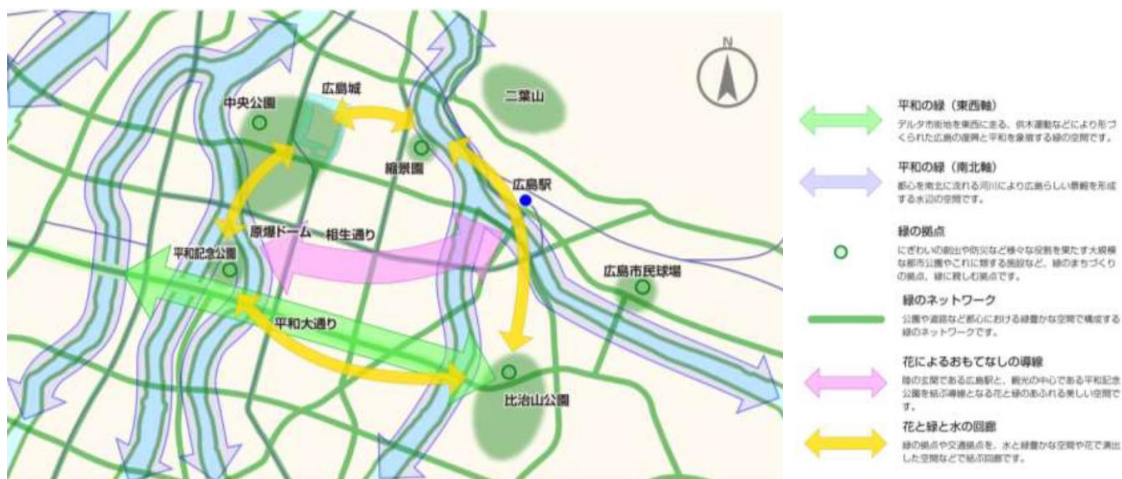 N
広島城
中央公園
二葉山
縮景園
広島駅
原爆ドーム
相生通り
平和記念公園
広島市民球場
平和大通り
比治山公園
平和の緑（東西軸）
デルタ市街地を東西に走る、供木運動などにより形づ
くられた広島の復興と平和を象徴する緑の空間です。
平和の緑（南北軸）
都心を南北に流れる河川により広島らしい景観を形成
する水辺の空間です。
緑の拠点
にぎわいの創出や防災など様々な役割を果たす大規模
な都市公園やこれに類する施設など、緑のまちづくり
の拠点、緑に親しむ拠点です。
緑のネットワーク
公園や道路など都心における緑豊かな空間で構成する
緑のネットワークです。
花によるおもてなしの導線
陸の玄関である広島駅と、観光の中心である平和記念
公園を結ぶ導線となる花と緑のあふれる美しい空間で
す。
花と緑と水の回廊
緑の拠点や交通拠点を、水と緑豊かな空間や花で演出
した空間などで結ぶ回廊です。